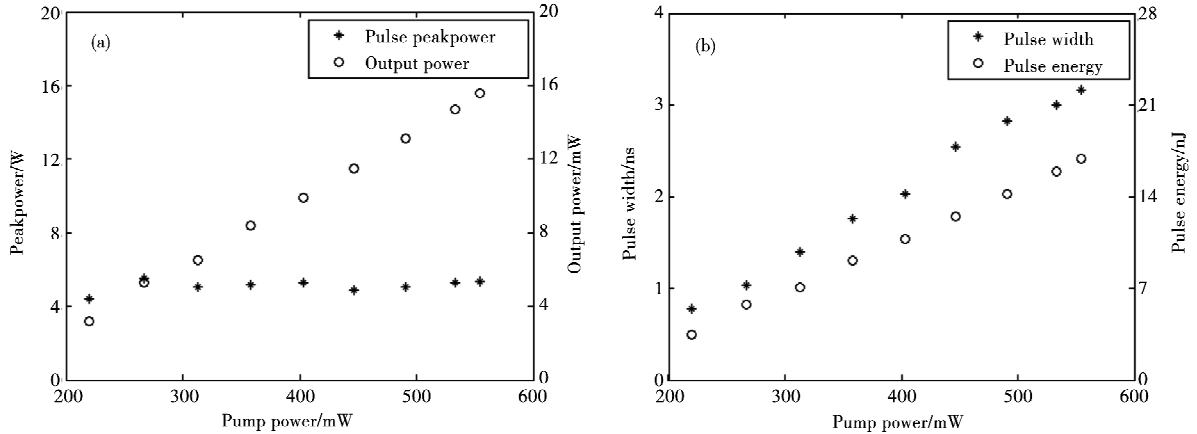 (a)
Pulse peakpower
Output power
20
16
12
8
4
0
Peakpower/W
20
16
12
8
4
0
Output power/mW
200 300 400 500 600
Pump power/mW
(b)
Pulse width
Pulse energy
4
3
2
1
0
Pulse width/ns
28
21
14
7
0
Pulse energy/nJ
200 300 400 500 600
Pump power/mW